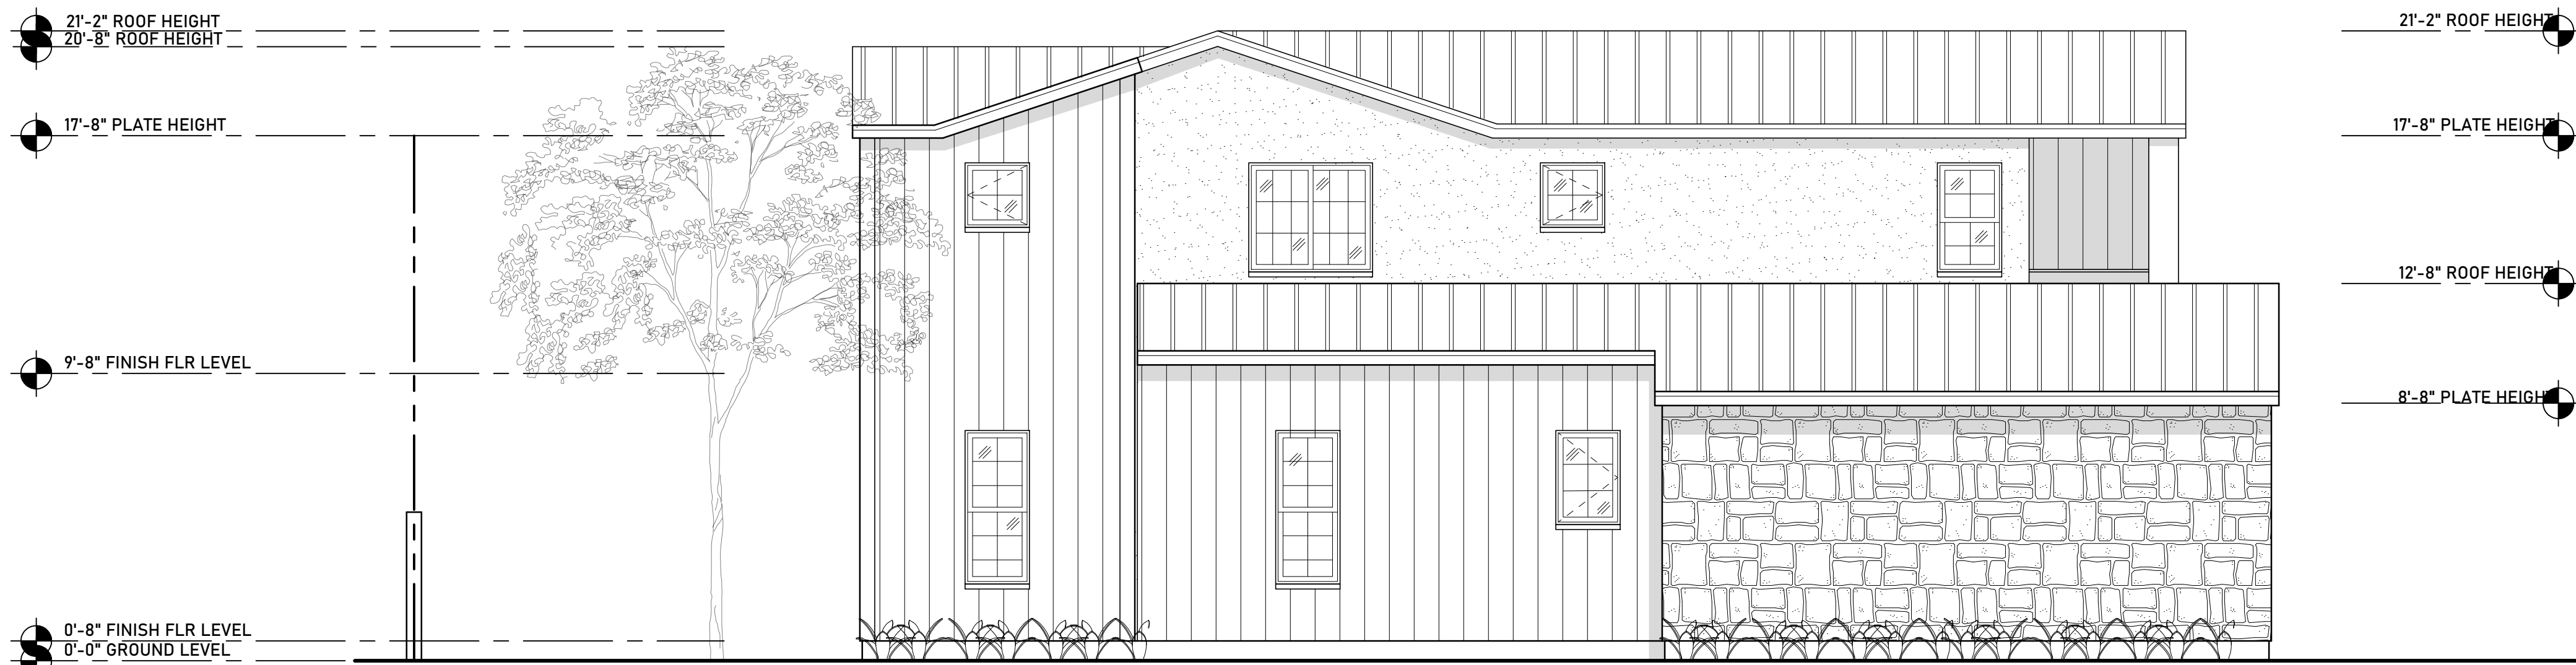 21'-2" ROOF HEIGHT
20'-8" ROOF HEIGHT
17'-8" PLATE HEIGHT
9'-8" FINISH FLR LEVEL
0'-8" FINISH FLR LEVEL
0'-0" GROUND LEVEL
21'-2" ROOF HEIGHT
17'-8" PLATE HEIGHT
12'-8" ROOF HEIGHT
8'-8" PLATE HEIGHT